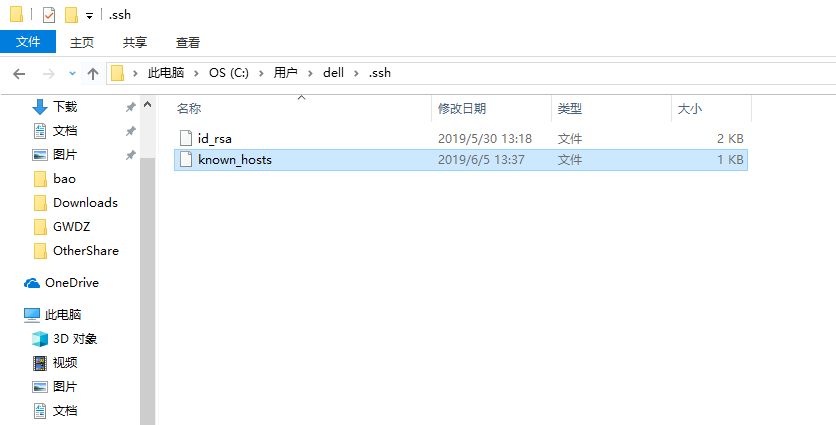 .ssh
文件 主页 共享 查看
此电脑 OS (C:) 用户 dell .ssh
名称 修改日期 类型 大小
id_rsa 2019/5/30 13:18 文件 2 KB
known_hosts 2019/6/5 13:37 文件 1 KB
下载
文档
图片
bao
Downloads
GWDZ
OtherShare
OneDrive
此电脑
3D 对象
视频
图片
文档